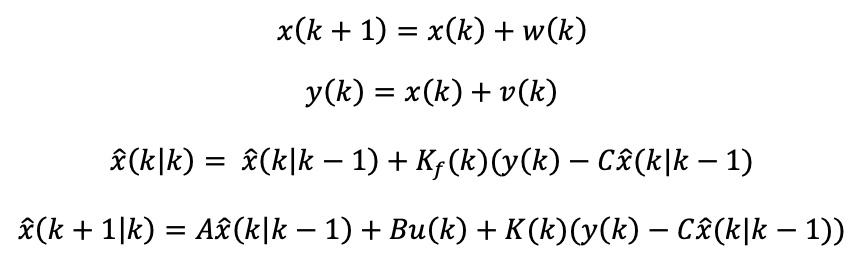 x(k + 1) = x(k) + w(k)
y(k) = x(k) + v(k)
x̂(k|k) = x̂(k|k − 1) + K_f(k)(y(k) − Cx̂(k|k − 1)
x̂(k + 1|k) = Ax̂(k|k − 1) + Bu(k) + K(k)(y(k) − Cx̂(k|k − 1))